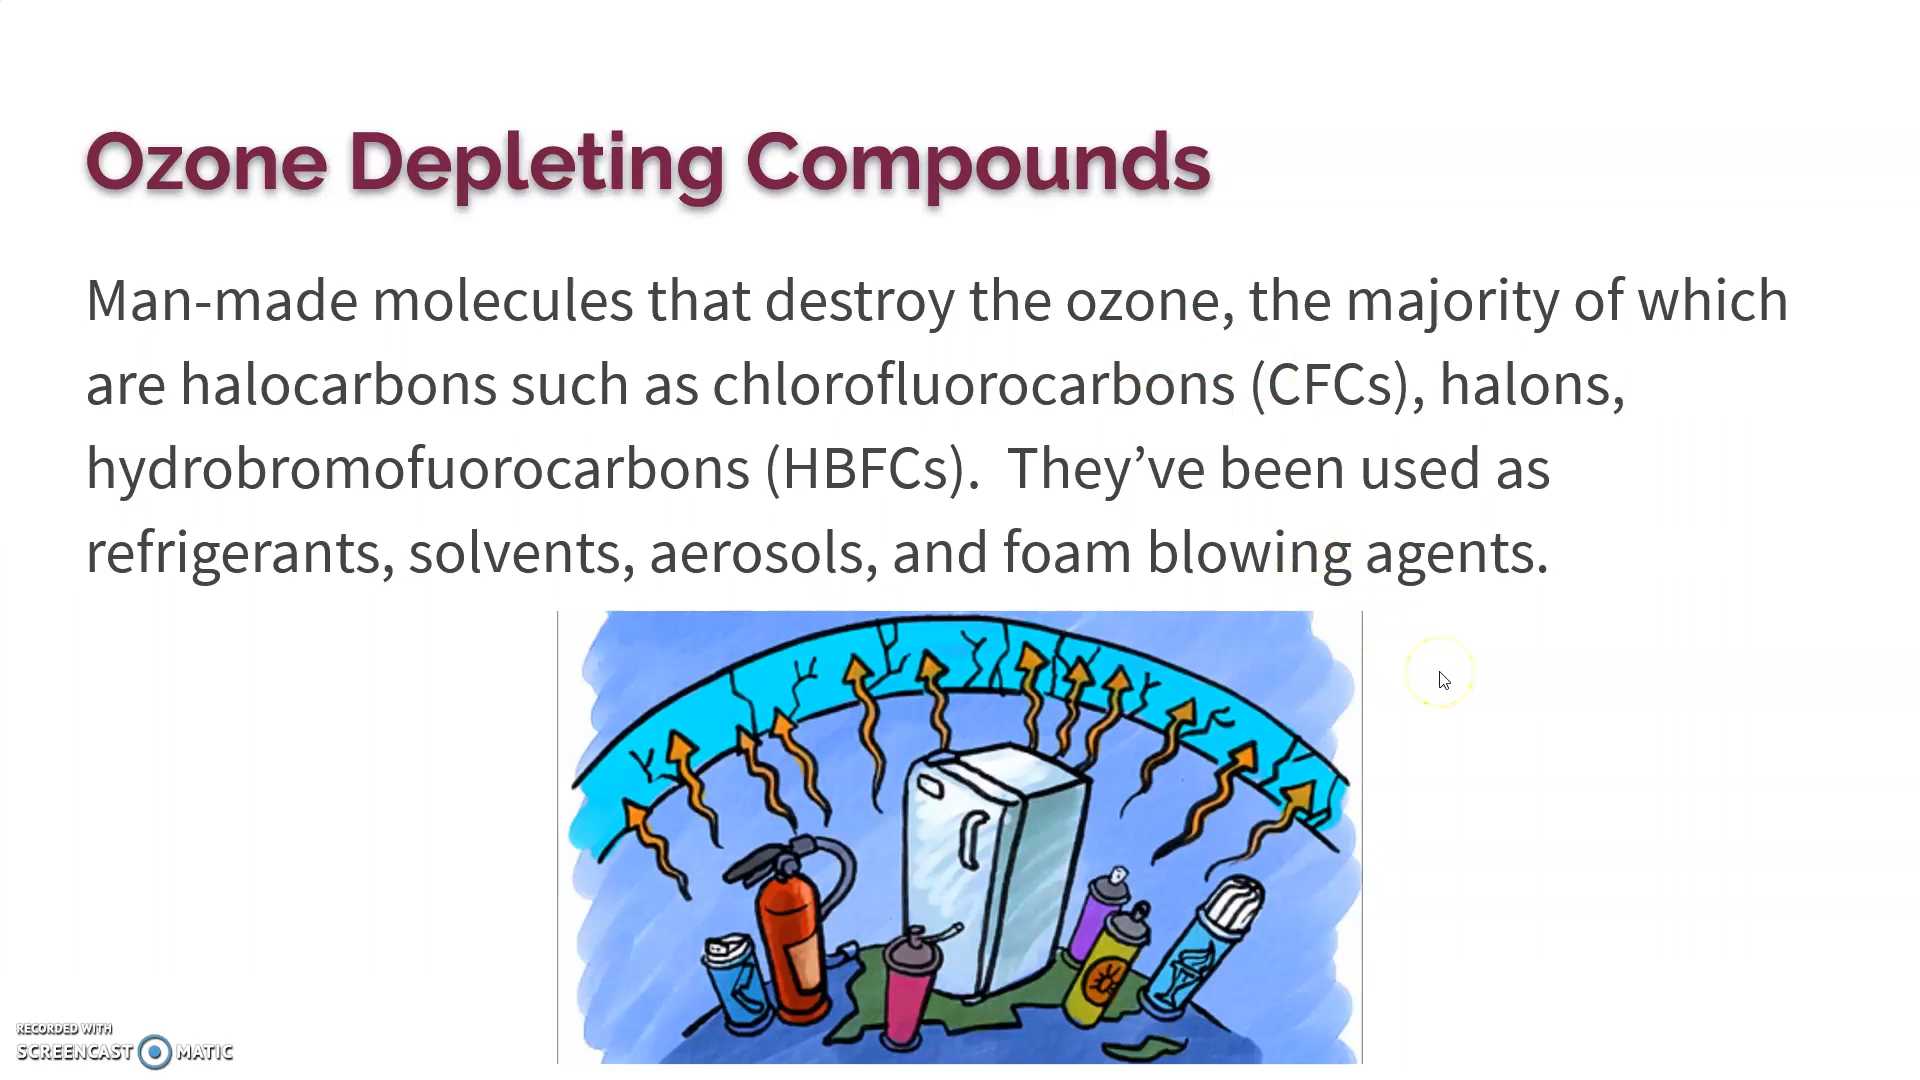 Ozone Depleting Compounds
Man-made molecules that destroy the ozone, the majority of which
are halocarbons such as chlorofluorocarbons (CFCs), halons,
hydrobromofuorocarbons (HBFCs).  They’ve been used as
refrigerants, solvents, aerosols, and foam blowing agents.
RECORDED WITH
SCREENCAST MATIC